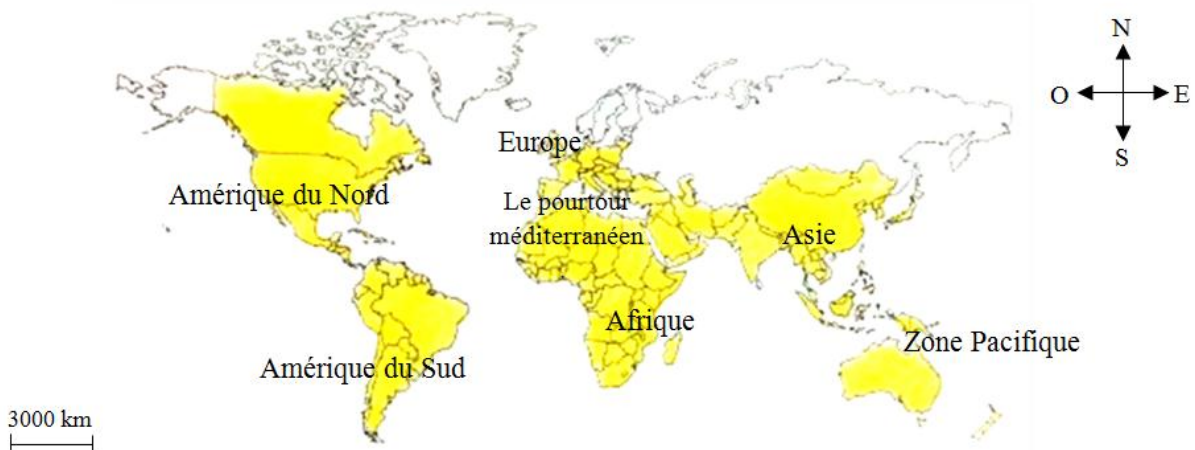 N
O E
S
Europe
Amérique du Nord
Le pourtour
méditerranéen
Asie
Afrique
Zone Pacifique
Amérique du Sud
3000 km